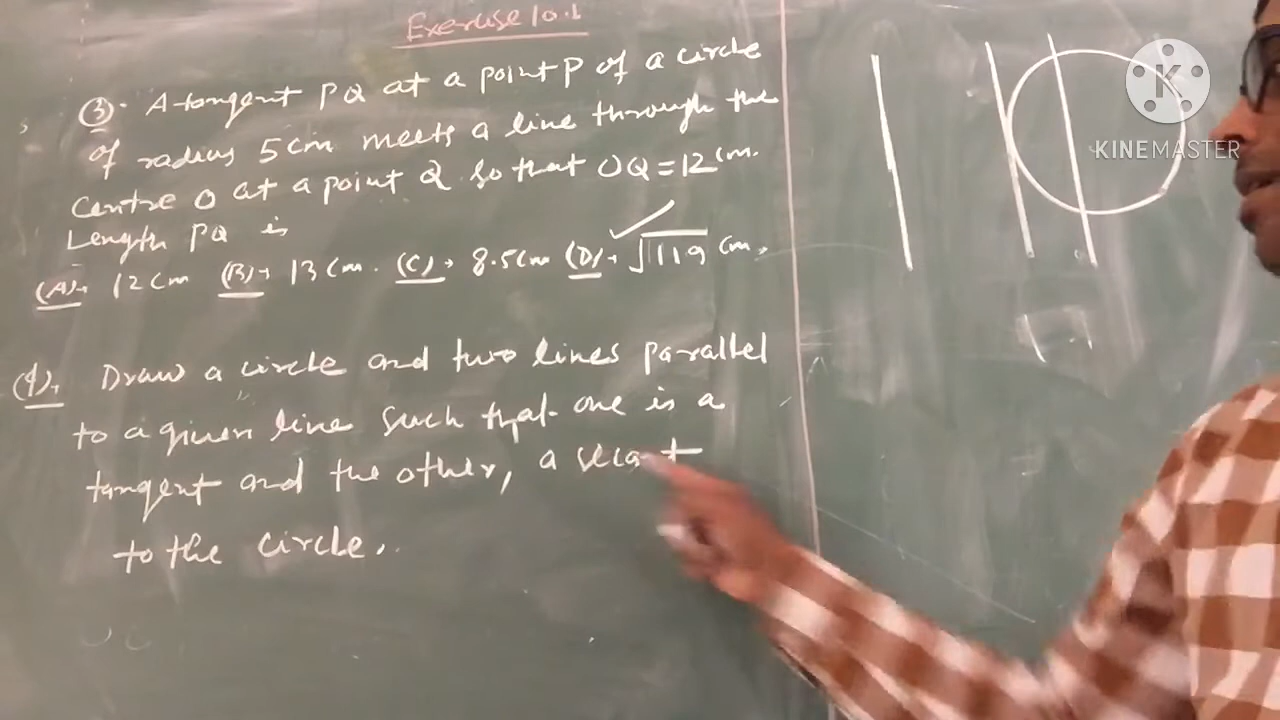 Exercise 10.1
(3). A tangent PQ at a point P of a circle
of radius 5cm meets a line through the
Centre O at a point Q so that OQ = 12 cm.
Length PQ is
(A). 12 cm (B). 13 cm. (C). 8.5cm (D). √119 cm.
(4). Draw a circle and two lines parallel
to a given line such that one is a
tangent and the other, a secant
to the circle.
K
KINEMASTER